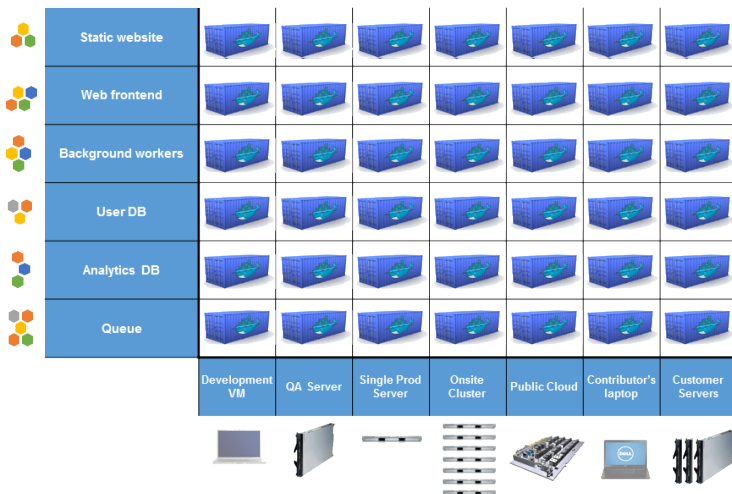 Static website
Web frontend
Background workers
User DB
Analytics DB
Queue
Development
VM
QA Server
Single Prod
Server
Onsite
Cluster
Public Cloud
Contributor's
laptop
Customer
Servers
DELL